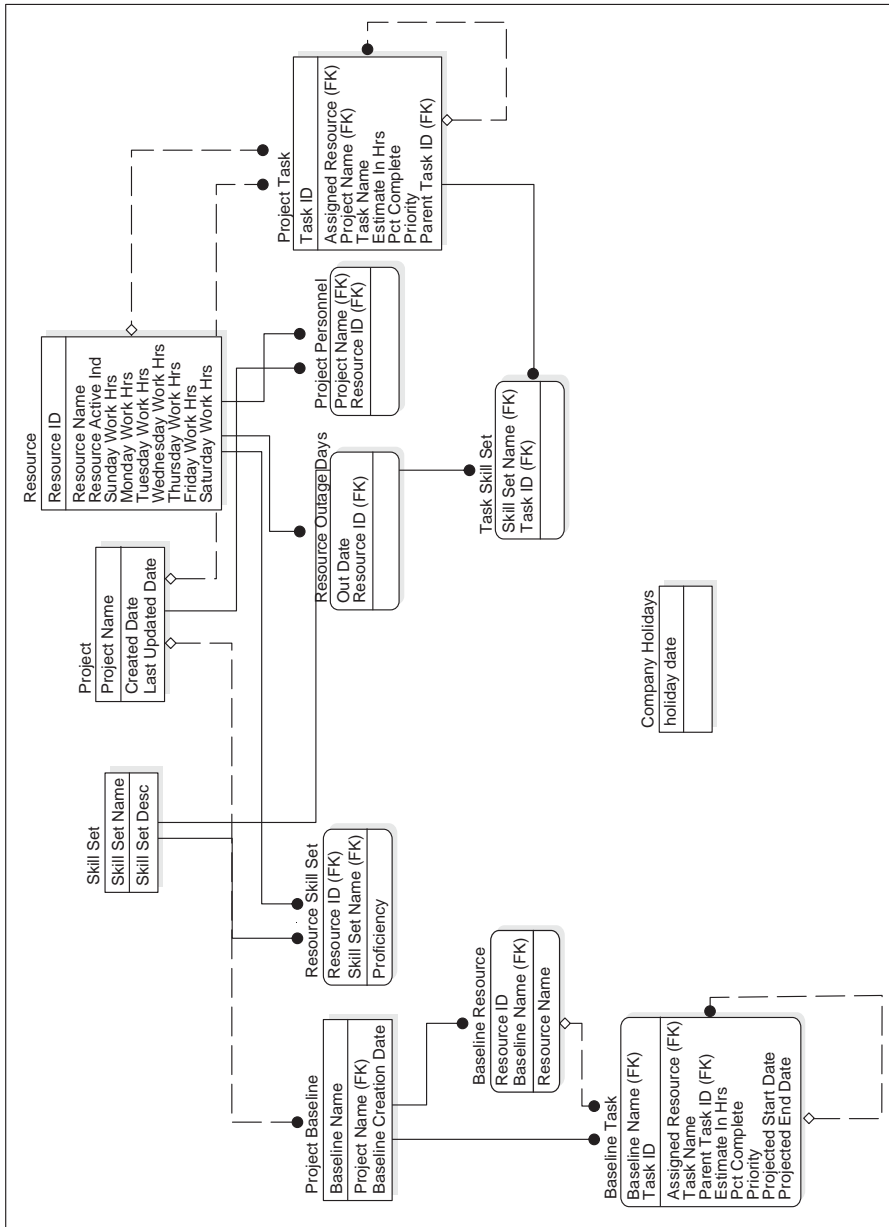 Skill Set
Skill Set Name
Skill Set Desc
Project
Project Name
Created Date
Last Updated Date
Resource
Resource ID
Resource Name
Resource Active Ind
Sunday Work Hrs
Monday Work Hrs
Tuesday Work Hrs
Wednesday Work Hrs
Thursday Work Hrs
Friday Work Hrs
Saturday Work Hrs
Project Baseline
Baseline Name
Project Name (FK)
Baseline Creation Date
Resource Skill Set
Resource ID (FK)
Skill Set Name (FK)
Proficiency
Resource Outage Days
Out Date
Resource ID (FK)
Project Personnel
Project Name (FK)
Resource ID (FK)
Project Task
Task ID
Assigned Resource (FK)
Project Name (FK)
Task Name
Estimate In Hrs
Pct Complete
Priority
Parent Task ID (FK)
Baseline Resource
Resource ID
Baseline Name (FK)
Resource Name
Task Skill Set
Skill Set Name (FK)
Task ID (FK)
Baseline Task
Baseline Name (FK)
Task ID
Assigned Resource (FK)
Task Name
Parent Task ID (FK)
Estimate In Hrs
Pct Complete
Priority
Projected Start Date
Projected End Date
Company Holidays
holiday date